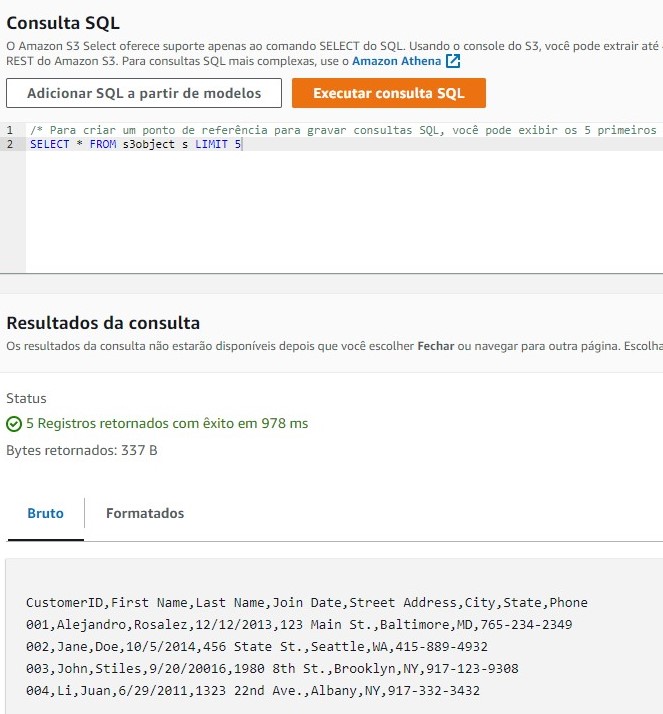 Consulta SQL
O Amazon S3 Select oferece suporte apenas ao comando SELECT do SQL. Usando o console do S3, você pode extrair até
REST do Amazon S3. Para consultas SQL mais complexas, use o Amazon Athena
Adicionar SQL a partir de modelos
Executar consulta SQL
1 /* Para criar um ponto de referência para gravar consultas SQL, você pode exibir os 5 primeiros
2 SELECT * FROM s3object s LIMIT 5
Resultados da consulta
Os resultados da consulta não estarão disponíveis depois que você escolher Fechar ou navegar para outra página. Escolha
Status
5 Registros retornados com êxito em 978 ms
Bytes retornados: 337 B
Bruto Formatados
CustomerID,First Name,Last Name,Join Date,Street Address,City,State,Phone
001,Alejandro,Rosalez,12/12/2013,123 Main St.,Baltimore,MD,765-234-2349
002,Jane,Doe,10/5/2014,456 State St.,Seattle,WA,415-889-4932
003,John,Stiles,9/20/20016,1980 8th St.,Brooklyn,NY,917-123-9308
004,Li,Juan,6/29/2011,1323 22nd Ave.,Albany,NY,917-332-3432